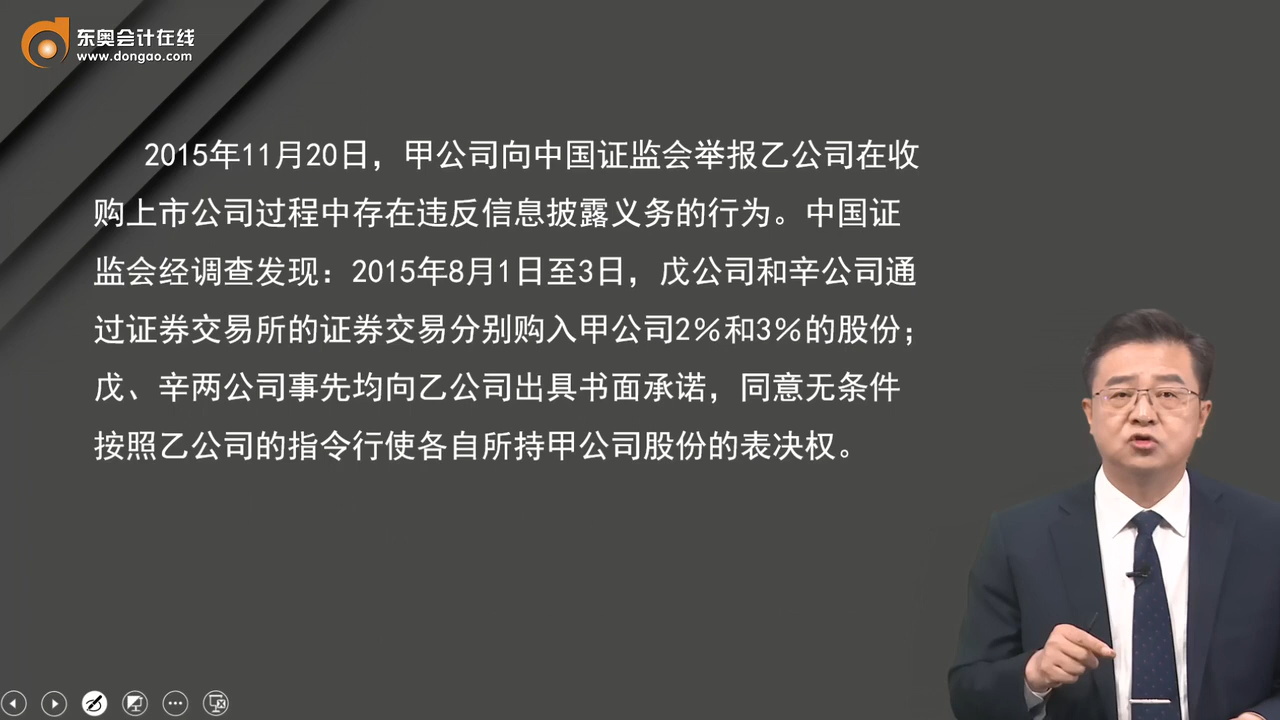 东奥会计在线
www.dongao.com
2015年11月20日，甲公司向中国证监会举报乙公司在收
购上市公司过程中存在违反信息披露义务的行为。中国证
监会经调查发现：2015年8月1日至3日，戊公司和辛公司通
过证券交易所的证券交易分别购入甲公司2%和3%的股份；
戊、辛两公司事先均向乙公司出具书面承诺，同意无条件
按照乙公司的指令行使各自所持甲公司股份的表决权。